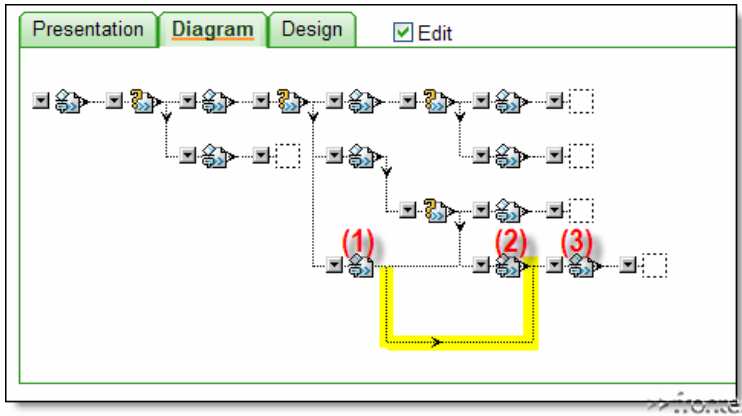 Presentation Diagram Design Edit
(1) (2) (3)